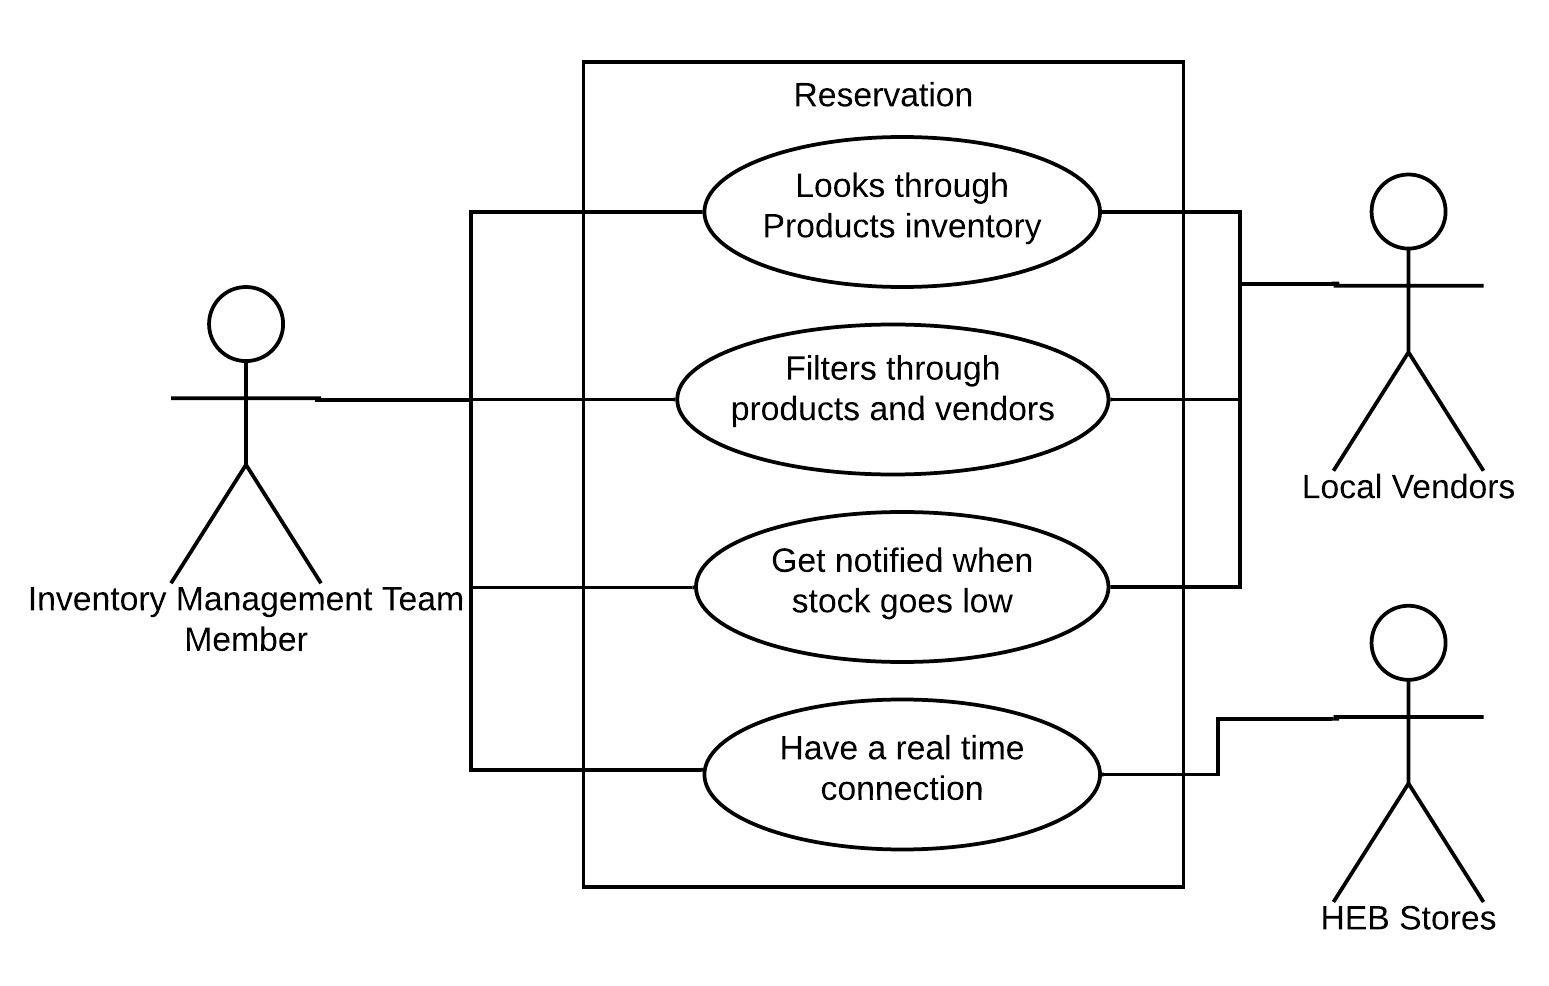 Reservation
Looks through
Products inventory
Filters through
products and vendors
Get notified when
stock goes low
Have a real time
connection
Inventory Management Team
Member
Local Vendors
HEB Stores